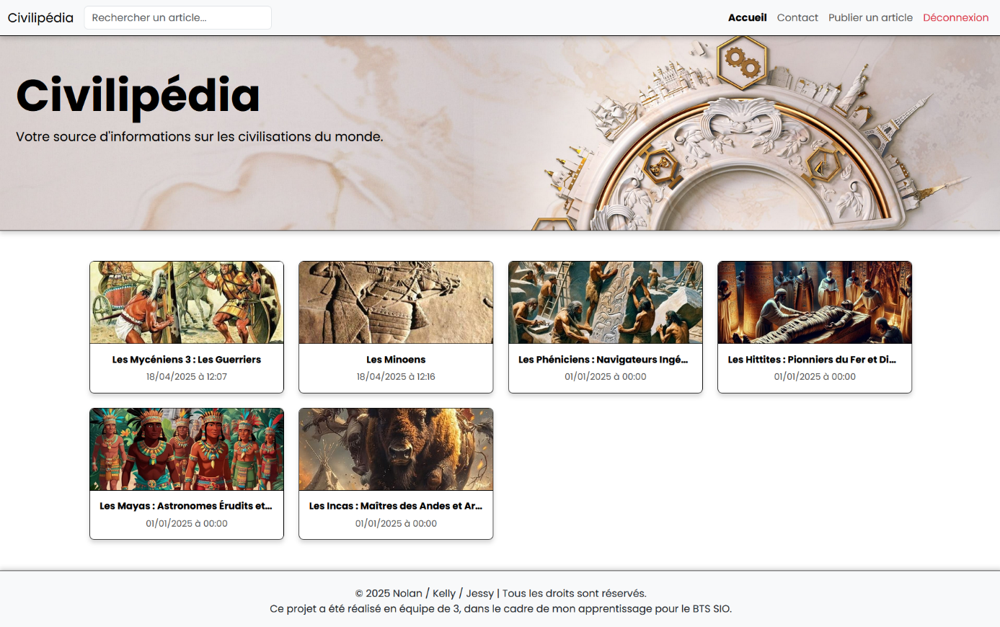 Civilipédia
Rechercher un article...
Accueil
Contact
Publier un article
Déconnexion
Civilipédia
Votre source d'informations sur les civilisations du monde.
Les Mycéniens 3 : Les Guerriers
18/04/2025 à 12:07
Les Minoens
18/04/2025 à 12:16
Les Phéniciens : Navigateurs Ingé...
01/01/2025 à 00:00
Les Hittites : Pionniers du Fer et Di...
01/01/2025 à 00:00
Les Mayas : Astronomes Érudits et...
01/01/2025 à 00:00
Les Incas : Maîtres des Andes et Ar...
01/01/2025 à 00:00
© 2025 Nolan / Kelly / Jessy | Tous les droits sont réservés.
Ce projet a été réalisé en équipe de 3, dans le cadre de mon apprentissage pour le BTS SIO.